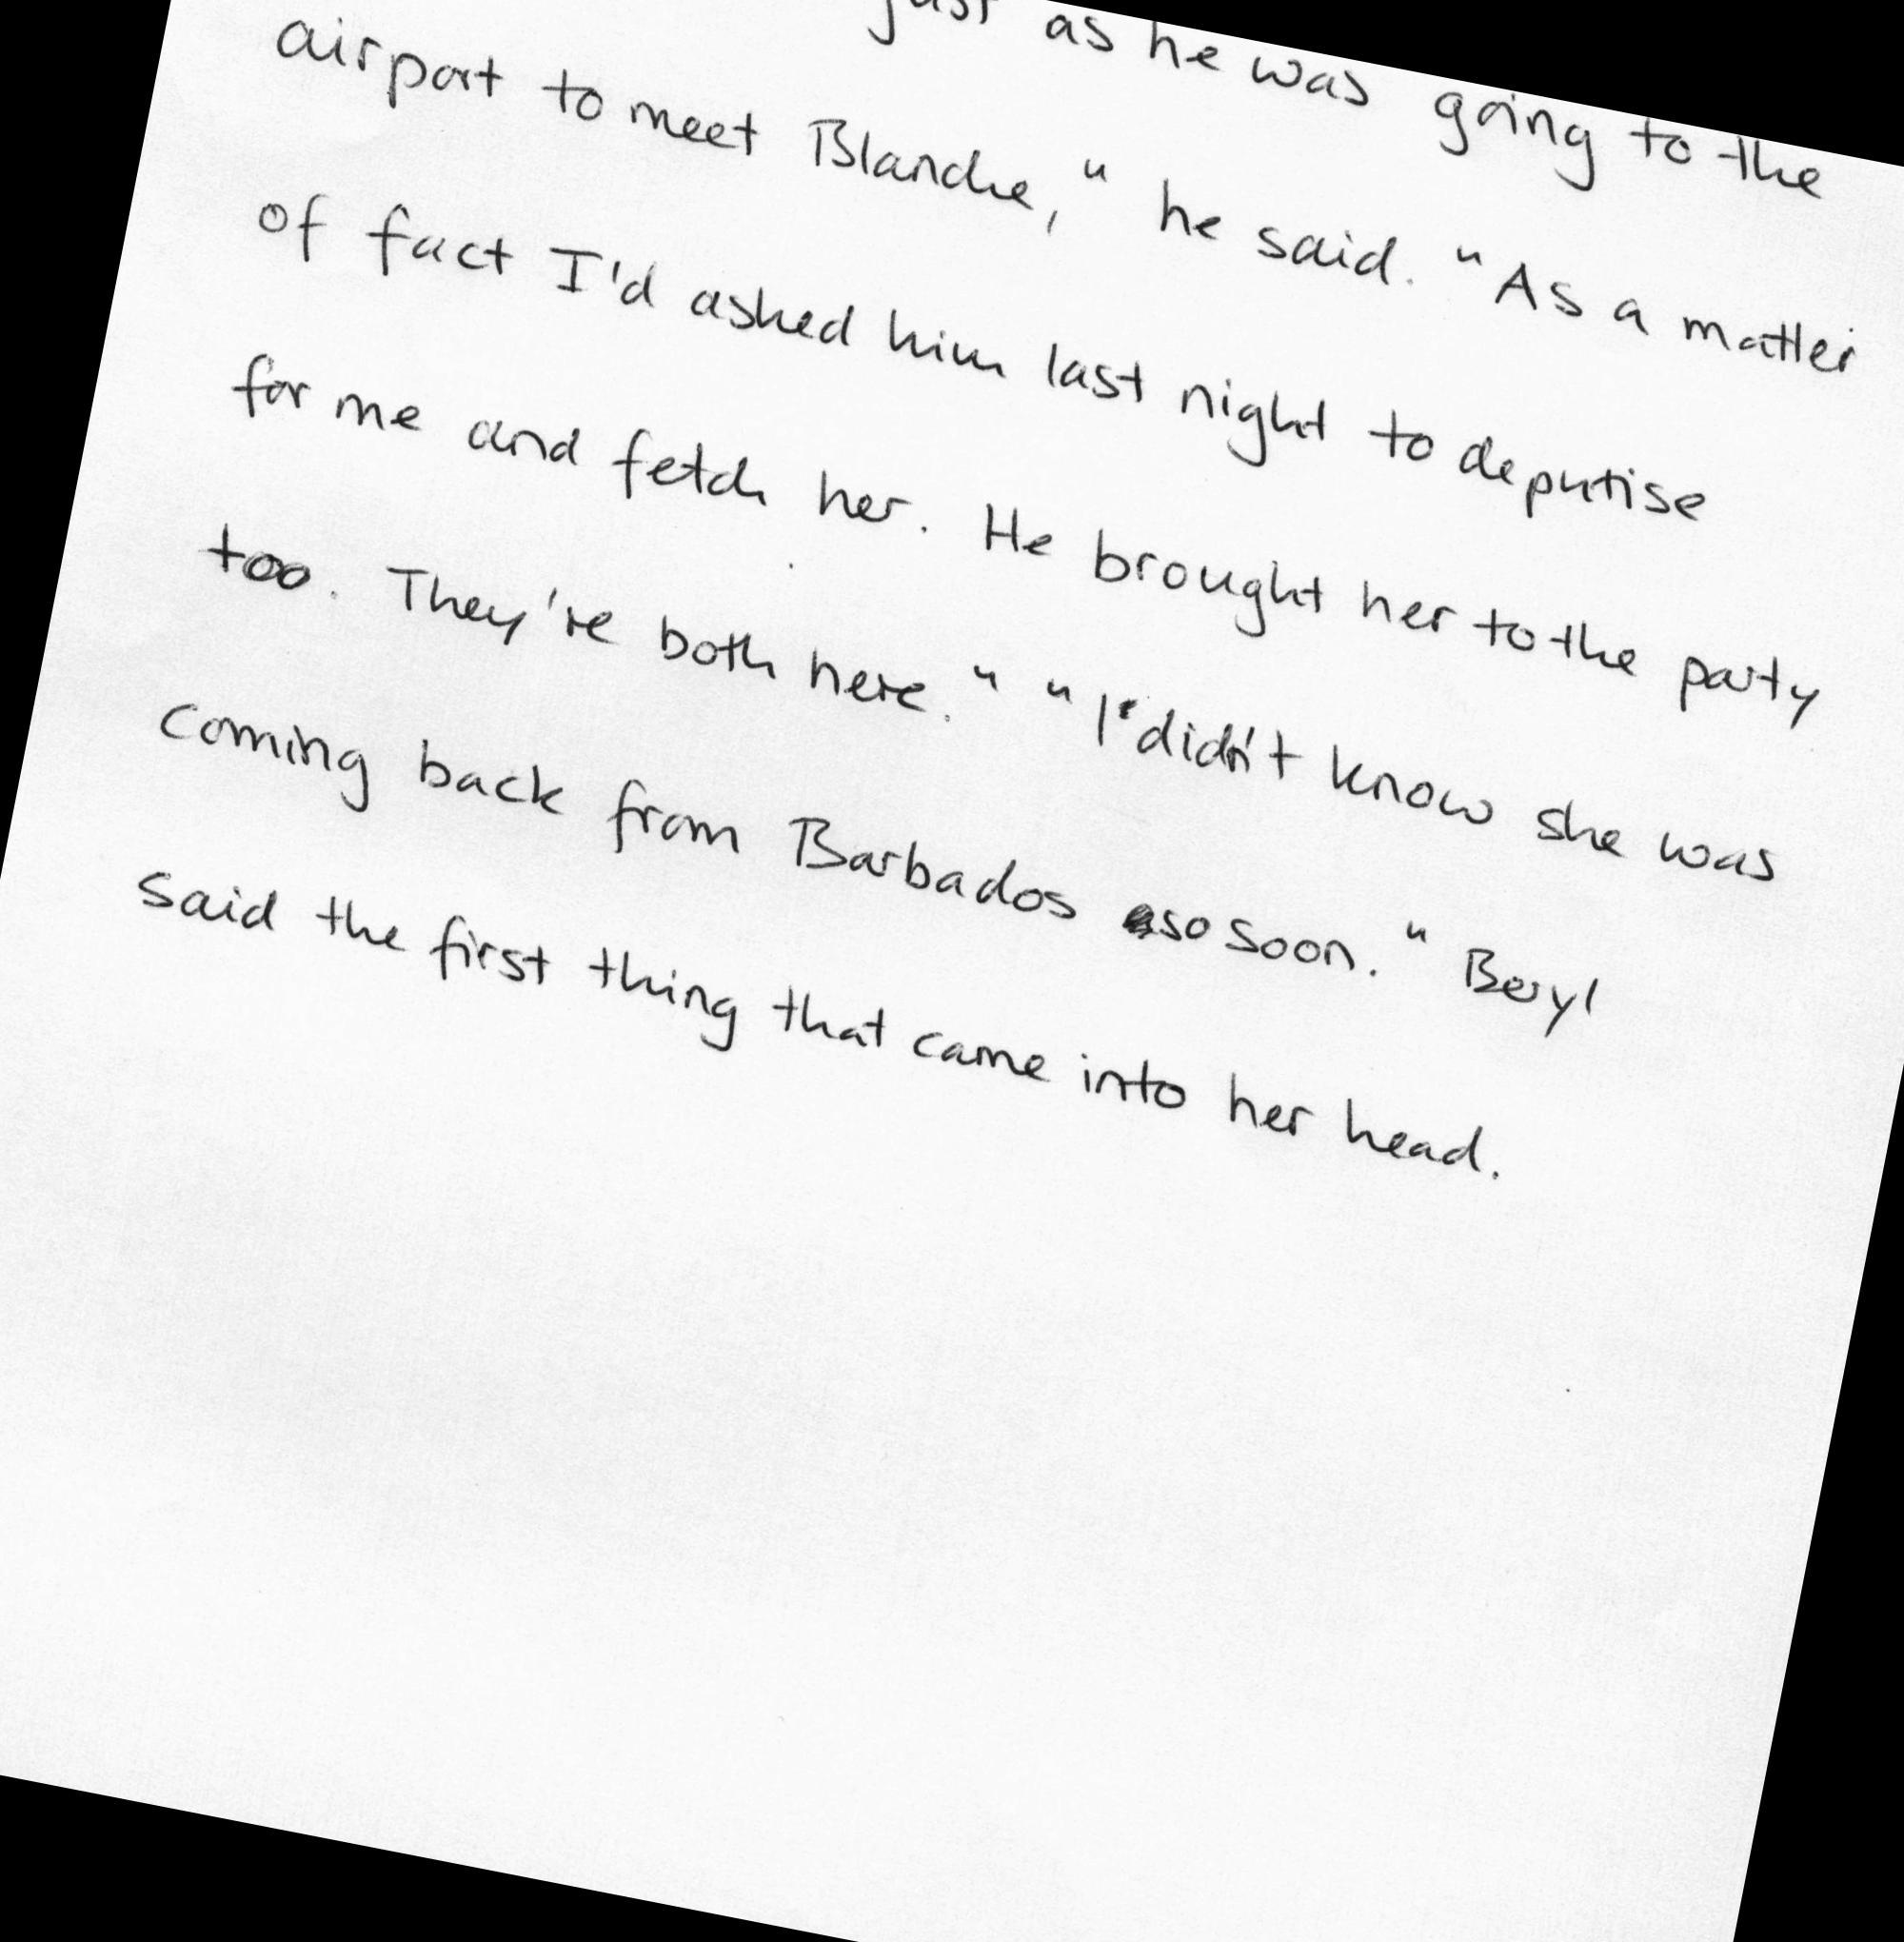 just as he was going to the
airport to meet Blanche," he said. "As a matter
of fact I'd asked him last night to deputise
for me and fetch her. He brought her to the party
too. They're both here." "I didn't know she was
coming back from Barbados so soon." Beryl
said the first thing that came into her head.